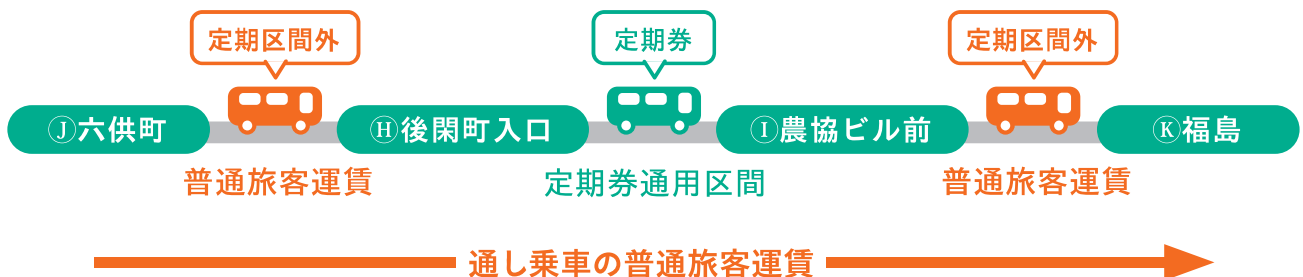 定期区間外 定期券 定期区間外
Ⓙ六供町 Ⓗ後閑町入口 Ⓘ農協ビル前 Ⓚ福島
普通旅客運賃 定期券通用区間 普通旅客運賃
通し乗車の普通旅客運賃